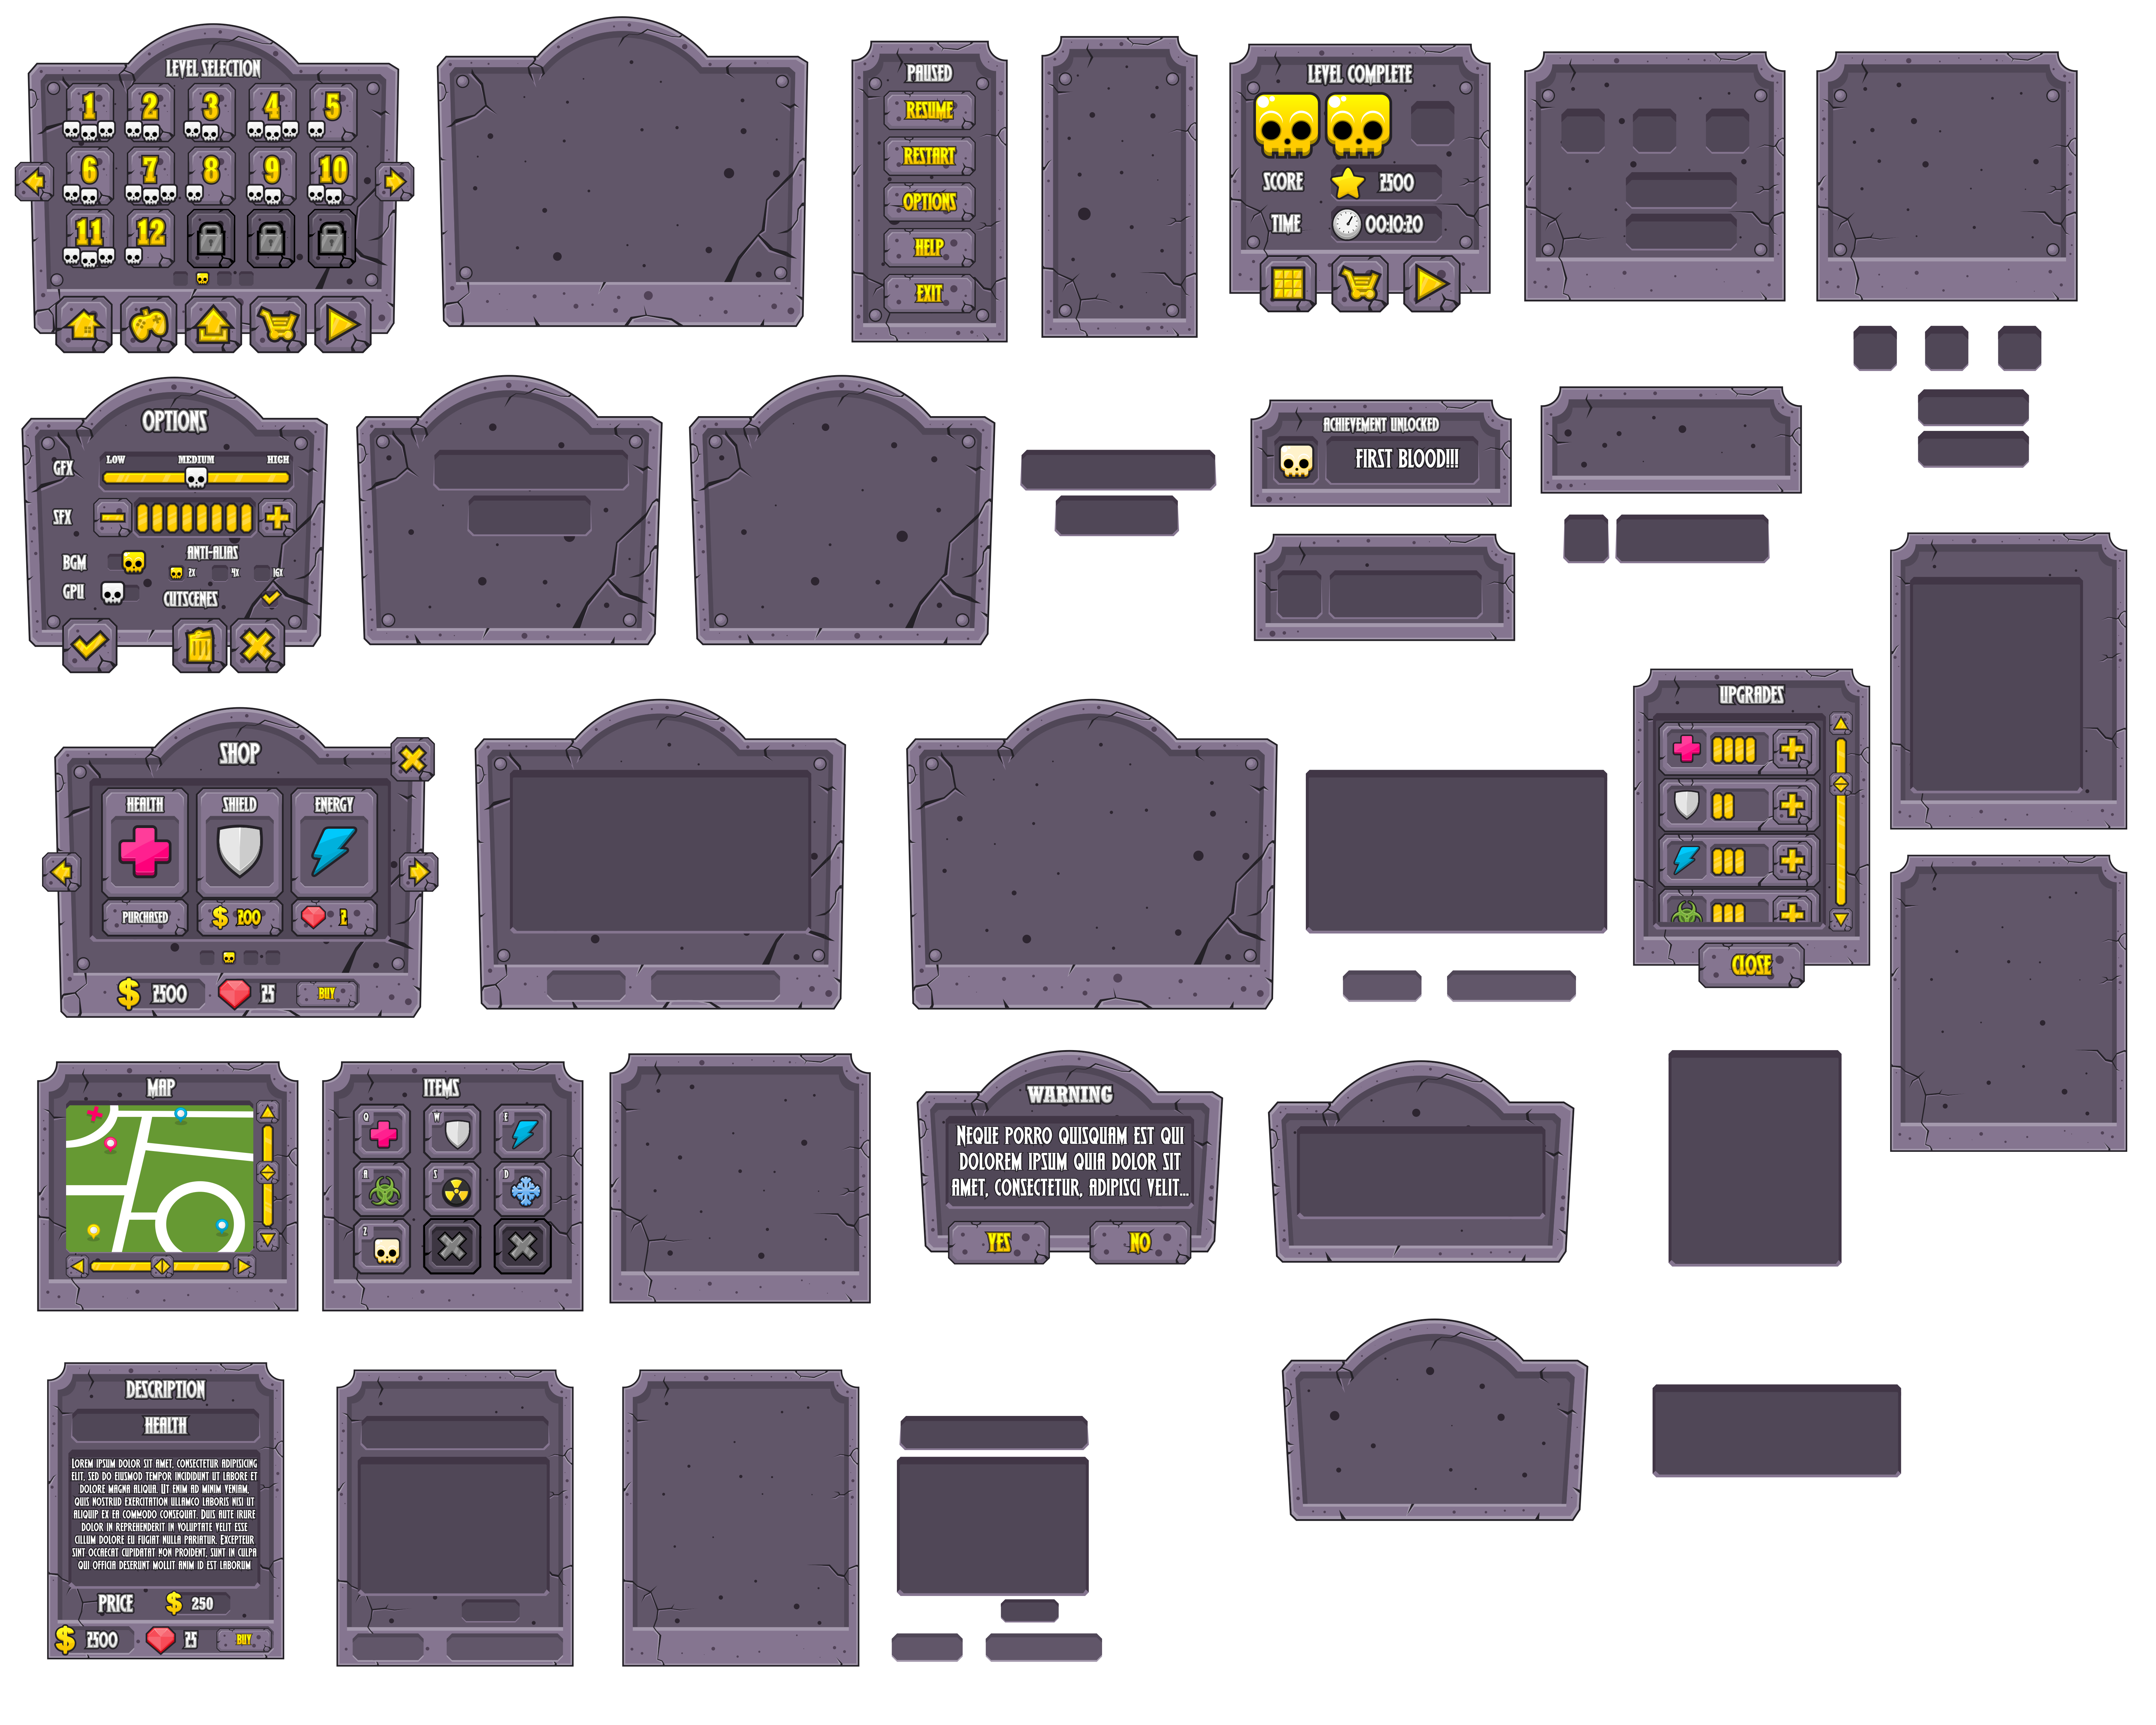 LEVEL SELECTION
1 2 3 4 5
6 7 8 9 10
11 12
PAUSED
RESUME
RESTART
OPTIONS
HELP
EXIT
LEVEL COMPLETE
SCORE 2500
TIME 00:10:20
OPTIONS
LOW MEDIUM HIGH
GFX
SFX
ANTI-ALIAS
BGM
2X 4X 16X
GPU
CUTSCENES
ACHIEVEMENT UNLOCKED
FIRST BLOOD!!!
SHOP
HEALTH SHIELD ENERGY
PURCHASED $ 200 2
$ 2500 25 BUY
UPGRADES
CLOSE
MAP
ITEMS
Q W E
A S D
Z
WARNING
NEQUE PORRO QUISQUAM EST QUI
DOLOREM IPSUM QUIA DOLOR SIT
AMET, CONSECTETUR, ADIPISCI VELIT...
YES NO
DESCRIPTION
HEALTH
LOREM IPSUM DOLOR SIT AMET, CONSECTETUR ADIPISICING
ELIT, SED DO EIUSMOD TEMPOR INCIDIDUNT UT LABORE ET
DOLORE MAGNA ALIQUA. UT ENIM AD MINIM VENIAM,
QUIS NOSTRUD EXERCITATION ULLAMCO LABORIS NISI UT
ALIQUIP EX EA COMMODO CONSEQUAT. DUIS AUTE IRURE
DOLOR IN REPREHENDERIT IN VOLUPTATE VELIT ESSE
CILLUM DOLORE EU FUGIAT NULLA PARIATUR. EXCEPTEUR
SINT OCCAECAT CUPIDATAT NON PROIDENT, SUNT IN CULPA
QUI OFFICIA DESERUNT MOLLIT ANIM ID EST LABORUM
PRICE $ 250
$ 2500 25 BUY